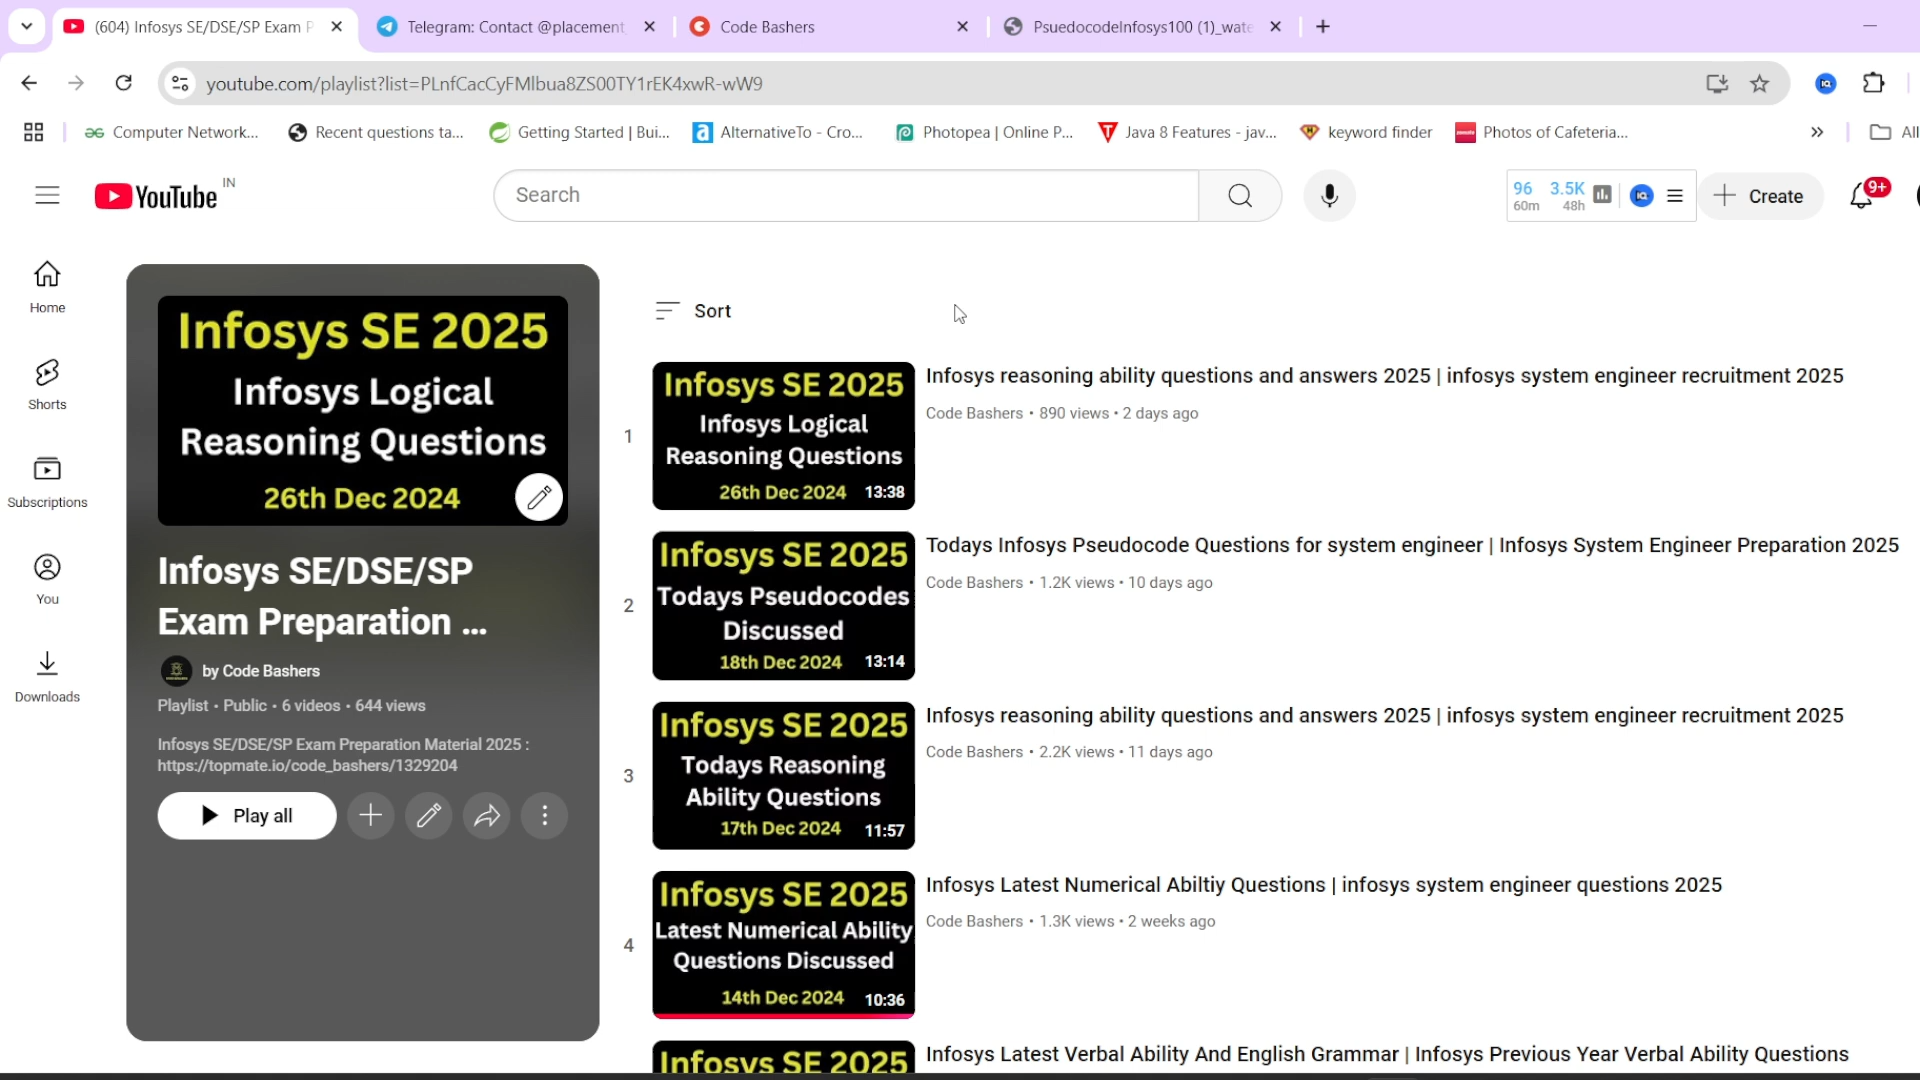 (604) Infosys SE/DSE/SP Exam P
Telegram: Contact @placement
Code Bashers
PsuedocodeInfosys100 (1)_wate
youtube.com/playlist?list=PLnfCacCyFMlbua8ZS00TY1rEK4xwR-wW9
Computer Network...
Recent questions ta...
Getting Started | Bui...
AlternativeTo - Cro...
Photopea | Online P...
Java 8 Features - jav...
keyword finder
Photos of Cafeteria...
All
YouTube IN
Search
96 3.5K
60m 48h
Create
9+
Home
Shorts
Subscriptions
You
Downloads
Infosys SE 2025
Infosys Logical
Reasoning Questions
26th Dec 2024
Infosys SE/DSE/SP
Exam Preparation ...
by Code Bashers
Playlist • Public • 6 videos • 644 views
Infosys SE/DSE/SP Exam Preparation Material 2025 :
https://topmate.io/code_bashers/1329204
Play all
Sort
1
Infosys SE 2025
Infosys Logical
Reasoning Questions
26th Dec 2024
13:38
Infosys reasoning ability questions and answers 2025 | infosys system engineer recruitment 2025
Code Bashers • 890 views • 2 days ago
2
Infosys SE 2025
Todays Pseudocodes
Discussed
18th Dec 2024
13:14
Todays Infosys Pseudocode Questions for system engineer | Infosys System Engineer Preparation 2025
Code Bashers • 1.2K views • 10 days ago
3
Infosys SE 2025
Todays Reasoning
Ability Questions
17th Dec 2024
11:57
Infosys reasoning ability questions and answers 2025 | infosys system engineer recruitment 2025
Code Bashers • 2.2K views • 11 days ago
4
Infosys SE 2025
Latest Numerical Ability
Questions Discussed
14th Dec 2024
10:36
Infosys Latest Numerical Abiltiy Questions | infosys system engineer questions 2025
Code Bashers • 1.3K views • 2 weeks ago
Infosys SE 2025
Infosys Latest Verbal Ability And English Grammar | Infosys Previous Year Verbal Ability Questions